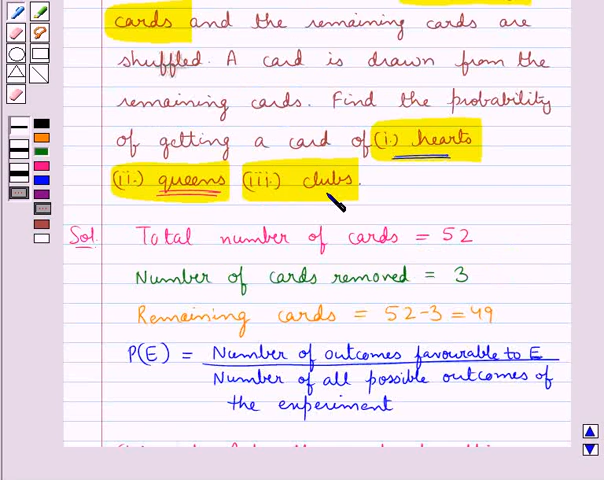 cards and the remaining cards are
shuffled. A card is drawn from the
remaining cards. Find the probability
of getting a card of (i.) hearts
(ii.) queens (iii.) clubs.
Sol. Total number of cards = 52
Number of cards removed = 3
Remaining cards = 52-3 = 49
P(E) = Number of outcomes favourable to E
Number of all possible outcomes of
the experiment